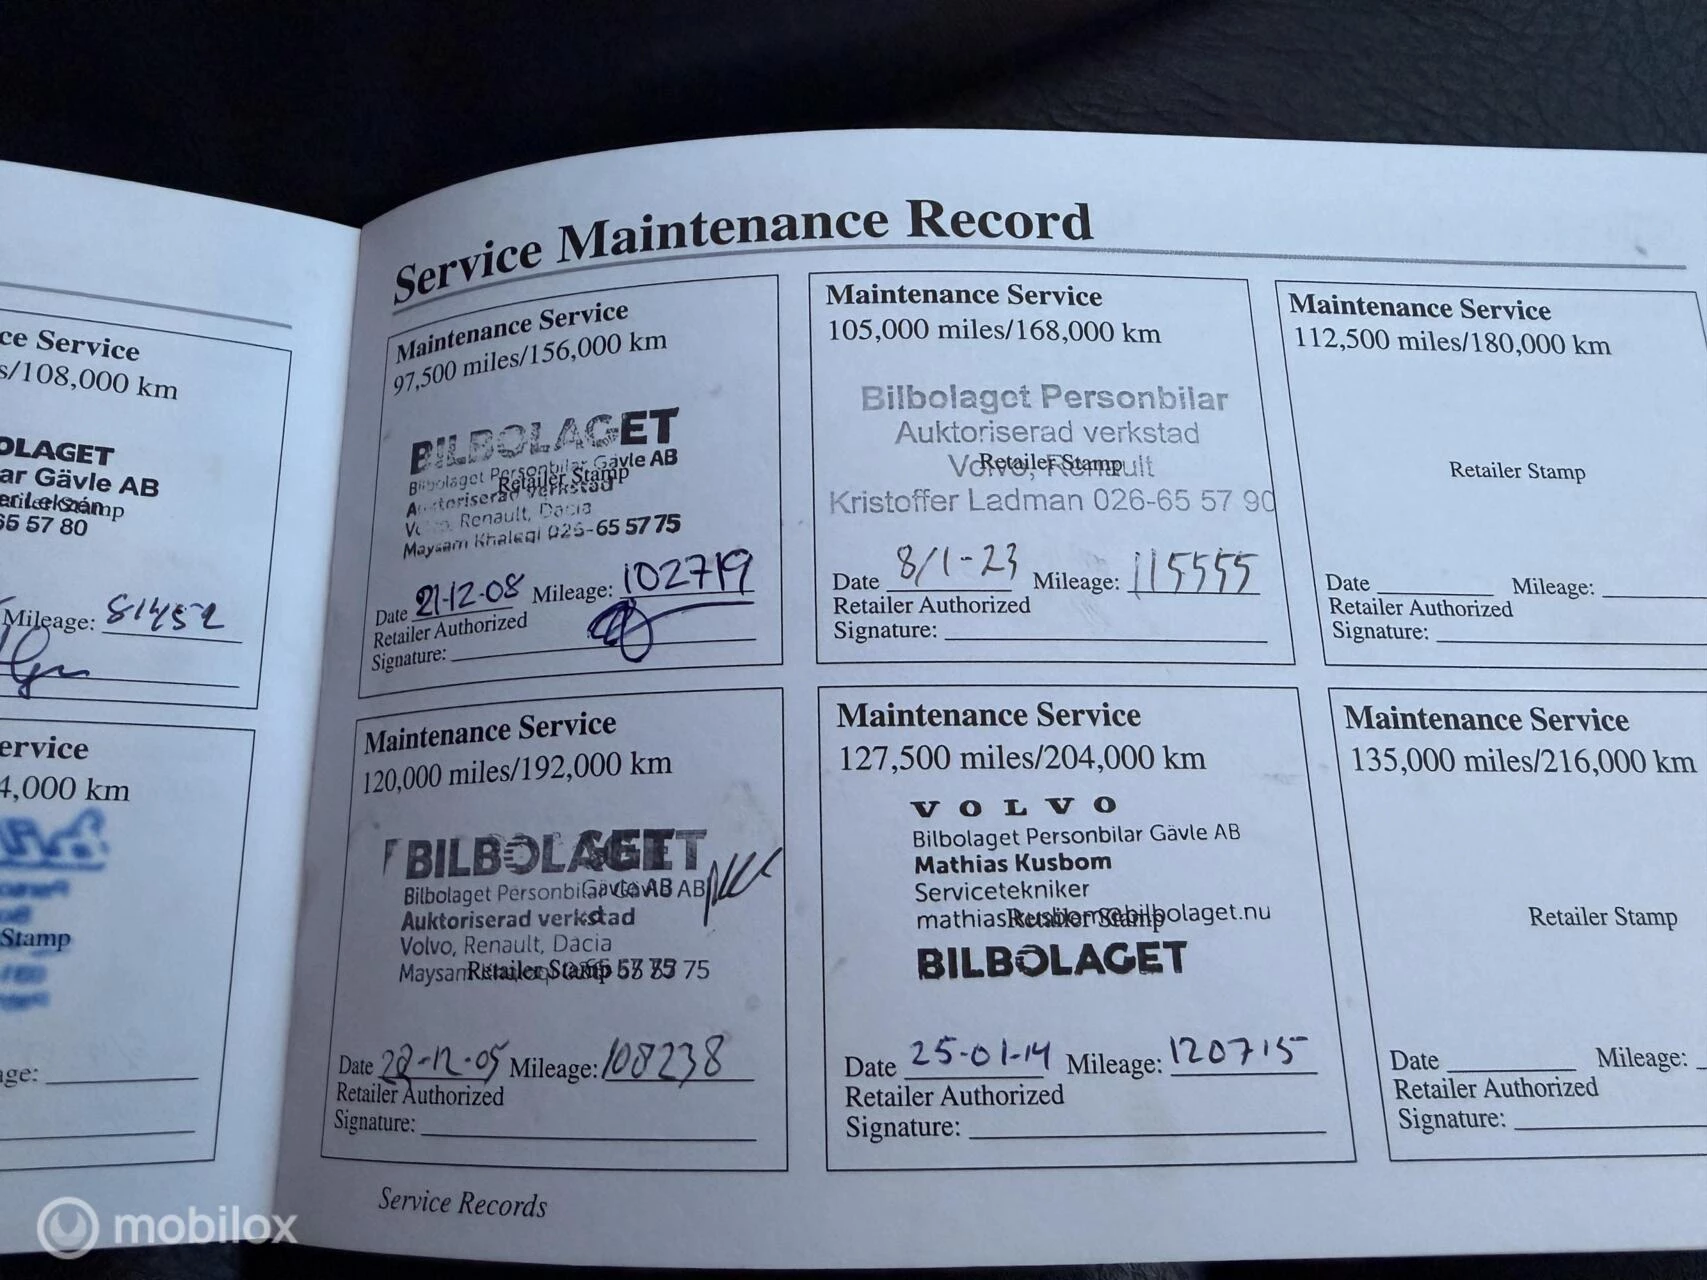 ce Service
s/108,000 km
OLAGET
ar Gävle AB
65 57 80
Mileage: 81452
ervice
4,000 km
Stamp
age:
Service Maintenance Record
Maintenance Service
97,500 miles/156,000 km
BILBOLAGET
Bilbolaget Personbilar Gävle AB
Retailer Stamp
Auktoriserad verkstad
Volvo, Renault, Dacia
Maysam Khaleqi 026-65 57 75
Date 21-12-08 Mileage: 102719
Retailer Authorized
Signature:
Maintenance Service
105,000 miles/168,000 km
Bilbolaget Personbilar
Auktoriserad verkstad
Volvo, Renault
Retailer Stamp
Kristoffer Ladman 026-65 57 90
Date 8/1-23 Mileage: 115555
Retailer Authorized
Signature:
Maintenance Service
112,500 miles/180,000 km
Retailer Stamp
Date Mileage:
Retailer Authorized
Signature:
Maintenance Service
120,000 miles/192,000 km
BILBOLAGET
Bilbolaget Personbilar Gävle AB
Auktoriserad verkstad
Volvo, Renault, Dacia
Maysam 75
Retailer Stamp
Date 22-12-05 Mileage: 108238
Retailer Authorized
Signature:
Maintenance Service
127,500 miles/204,000 km
VOLVO
Bilbolaget Personbilar Gävle AB
Mathias Kusbom
Servicetekniker
mathias.kusbom@bilbolaget.nu
Retailer Stamp
BILBOLAGET
Date 25-01-14 Mileage: 120715
Retailer Authorized
Signature:
Maintenance Service
135,000 miles/216,000 km
Retailer Stamp
Date Mileage:
Retailer Authorized
Signature:
Service Records
mobilox